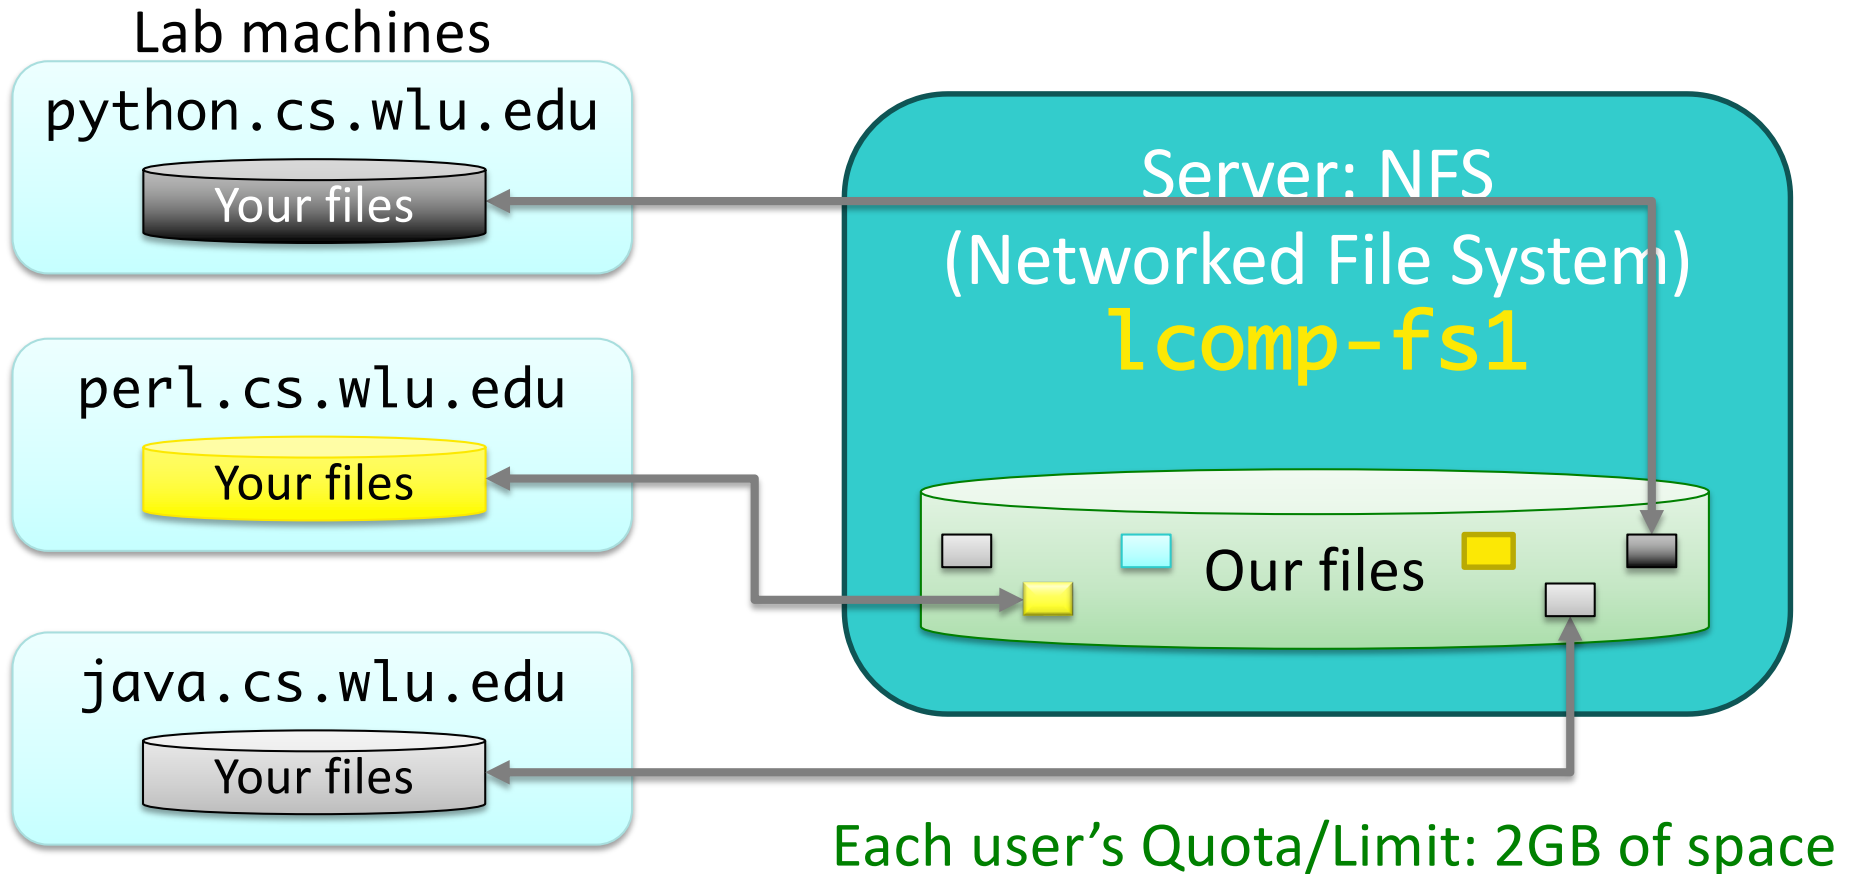 Lab machines
python.cs.wlu.edu
Your files
perl.cs.wlu.edu
Your files
java.cs.wlu.edu
Your files
Server: NFS
(Networked File System)
lcomp-fs1
Our files
Each user’s Quota/Limit: 2GB of space